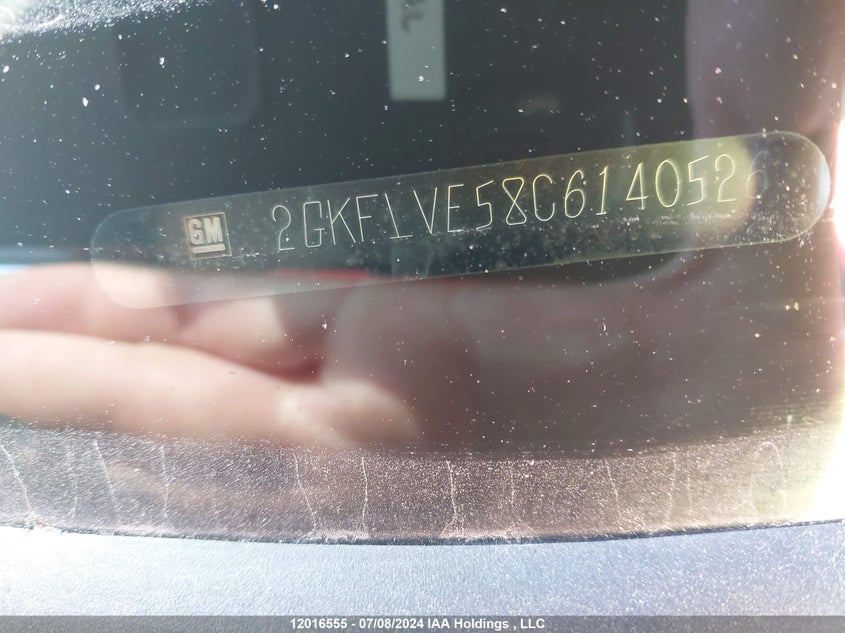 GM 2GKFLVE58C6140526
12016555 - 07/08/2024 IAA Holdings , LLC